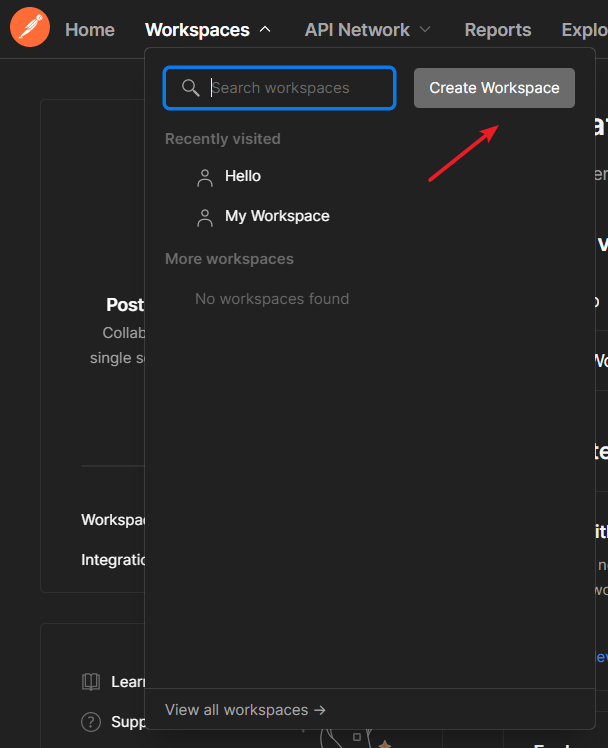 Home Workspaces API Network Reports Explo
Search workspaces Create Workspace
Recently visited
Hello
My Workspace
More workspaces
No workspaces found
Post
Collab
single s
Workspa
Integratio
Learn
Supp
View all workspaces →